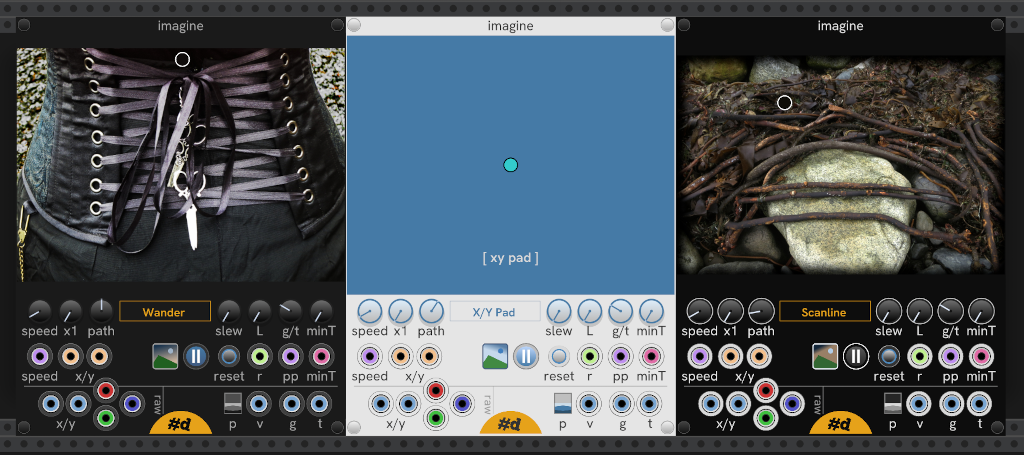 imagine
speed x1 path Wander slew L g/t minT
speed x/y reset r pp minT
x/y raw #d p v g t
imagine
[ xy pad ]
speed x1 path X/Y Pad slew L g/t minT
speed x/y reset r pp minT
x/y raw #d p v g t
imagine
speed x1 path Scanline slew L g/t minT
speed x/y reset r pp minT
x/y raw #d p v g t